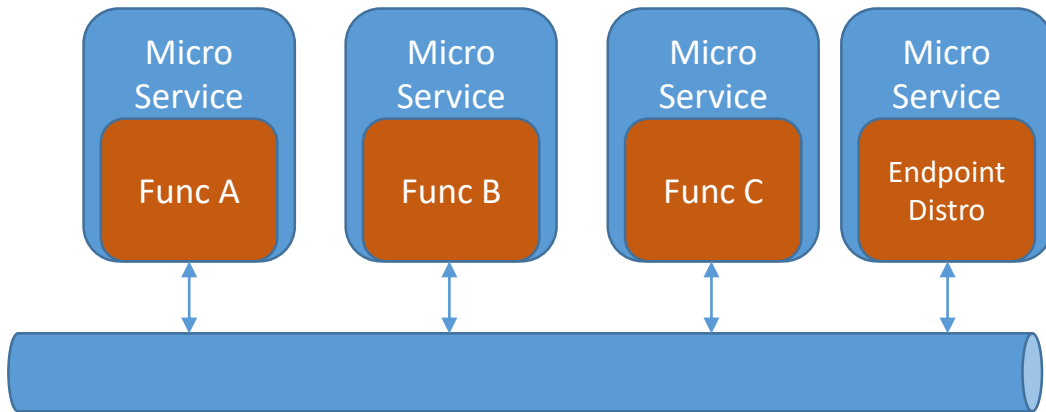 Micro
Service
Func A
Micro
Service
Func B
Micro
Service
Func C
Micro
Service
Endpoint
Distro